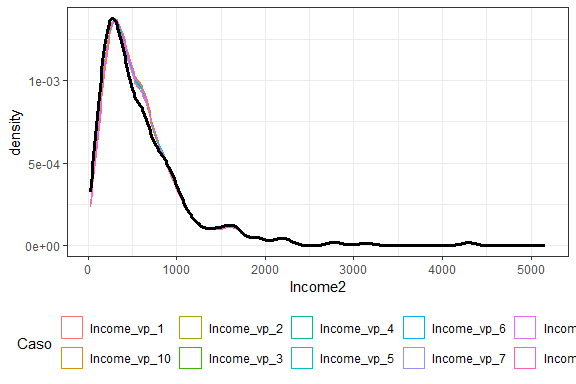 density
1e-03
5e-04
0e+00
0 1000 2000 3000 4000 5000
Income2
Caso
Income_vp_1 Income_vp_2 Income_vp_4 Income_vp_6
Income_vp_10 Income_vp_3 Income_vp_5 Income_vp_7